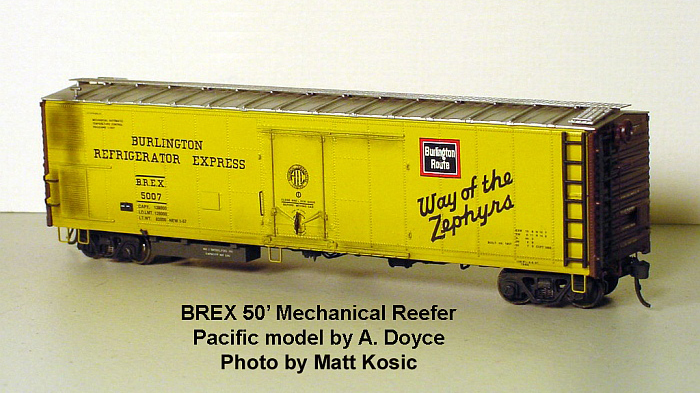 BURLINGTON
REFRIGERATOR EXPRESS
B.R.E.X.
5007
Burlington
Route
Way of the
Zephyrs
BREX 50' Mechanical Reefer
Pacific model by A. Doyce
Photo by Matt Kosic